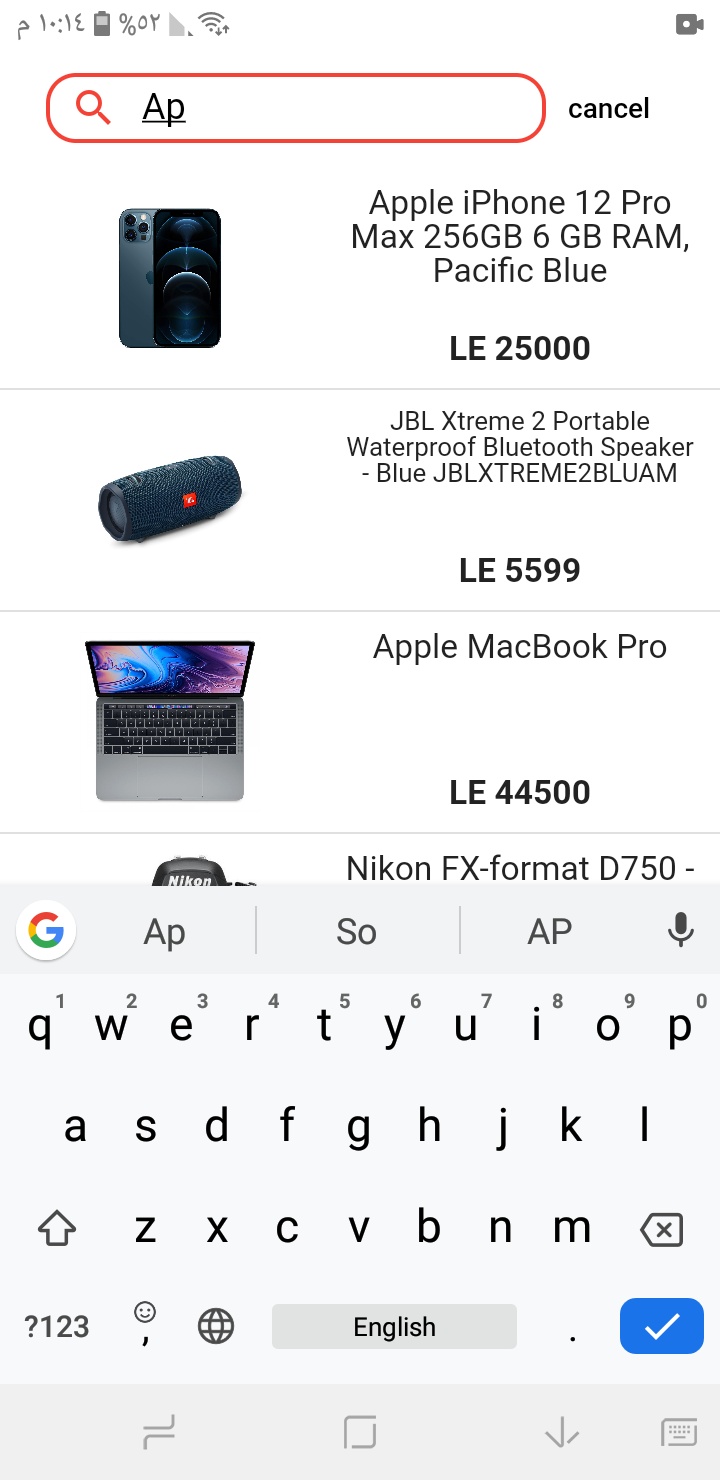 م ١٠:١٤ %٥٢
Ap
cancel
Apple iPhone 12 Pro
Max 256GB 6 GB RAM,
Pacific Blue
LE 25000
JBL Xtreme 2 Portable
Waterproof Bluetooth Speaker
- Blue JBLXTREME2BLUAM
LE 5599
Apple MacBook Pro
LE 44500
Nikon
Nikon FX-format D750 -
G
Ap So AP
1 2 3 4 5 6 7 8 9 0
q w e r t y u i o p
a s d f g h j k l
z x c v b n m
?123 , English .